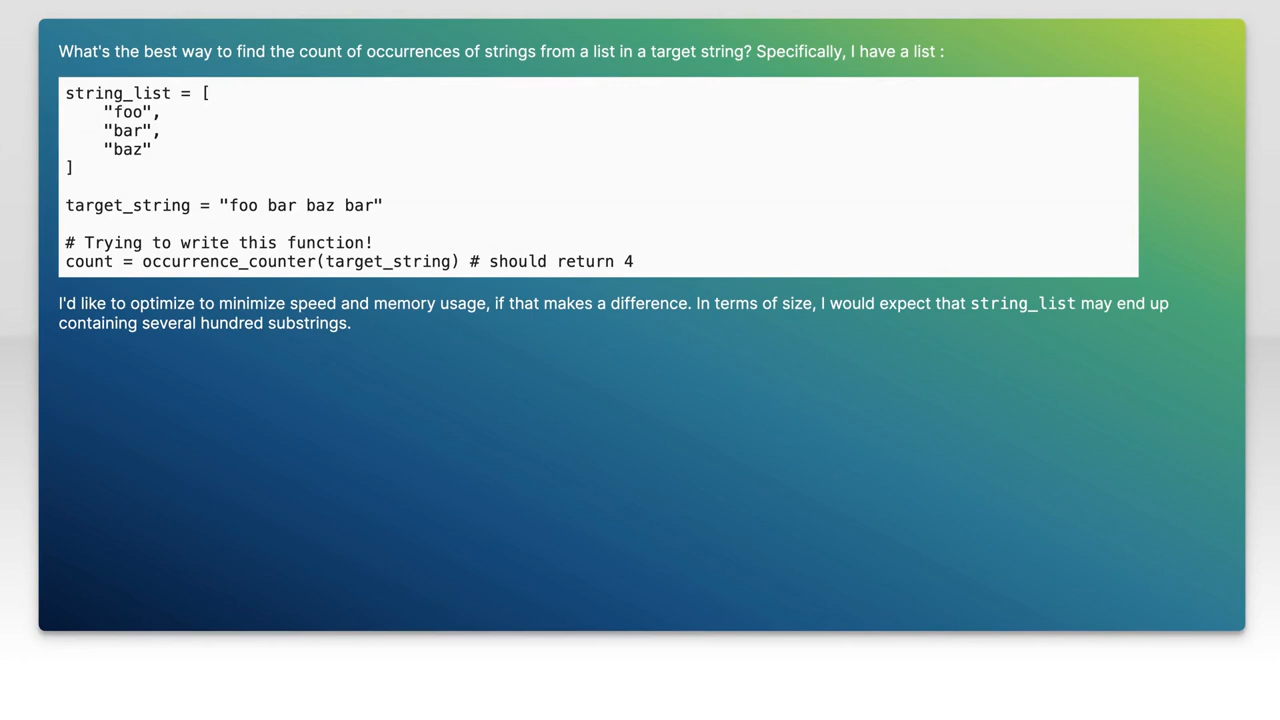 What's the best way to find the count of occurrences of strings from a list in a target string? Specifically, I have a list :
string_list = [
    "foo",
    "bar",
    "baz"
]
target_string = "foo bar baz bar"
# Trying to write this function!
count = occurrence_counter(target_string) # should return 4
I'd like to optimize to minimize speed and memory usage, if that makes a difference. In terms of size, I would expect that string_list may end up
containing several hundred substrings.